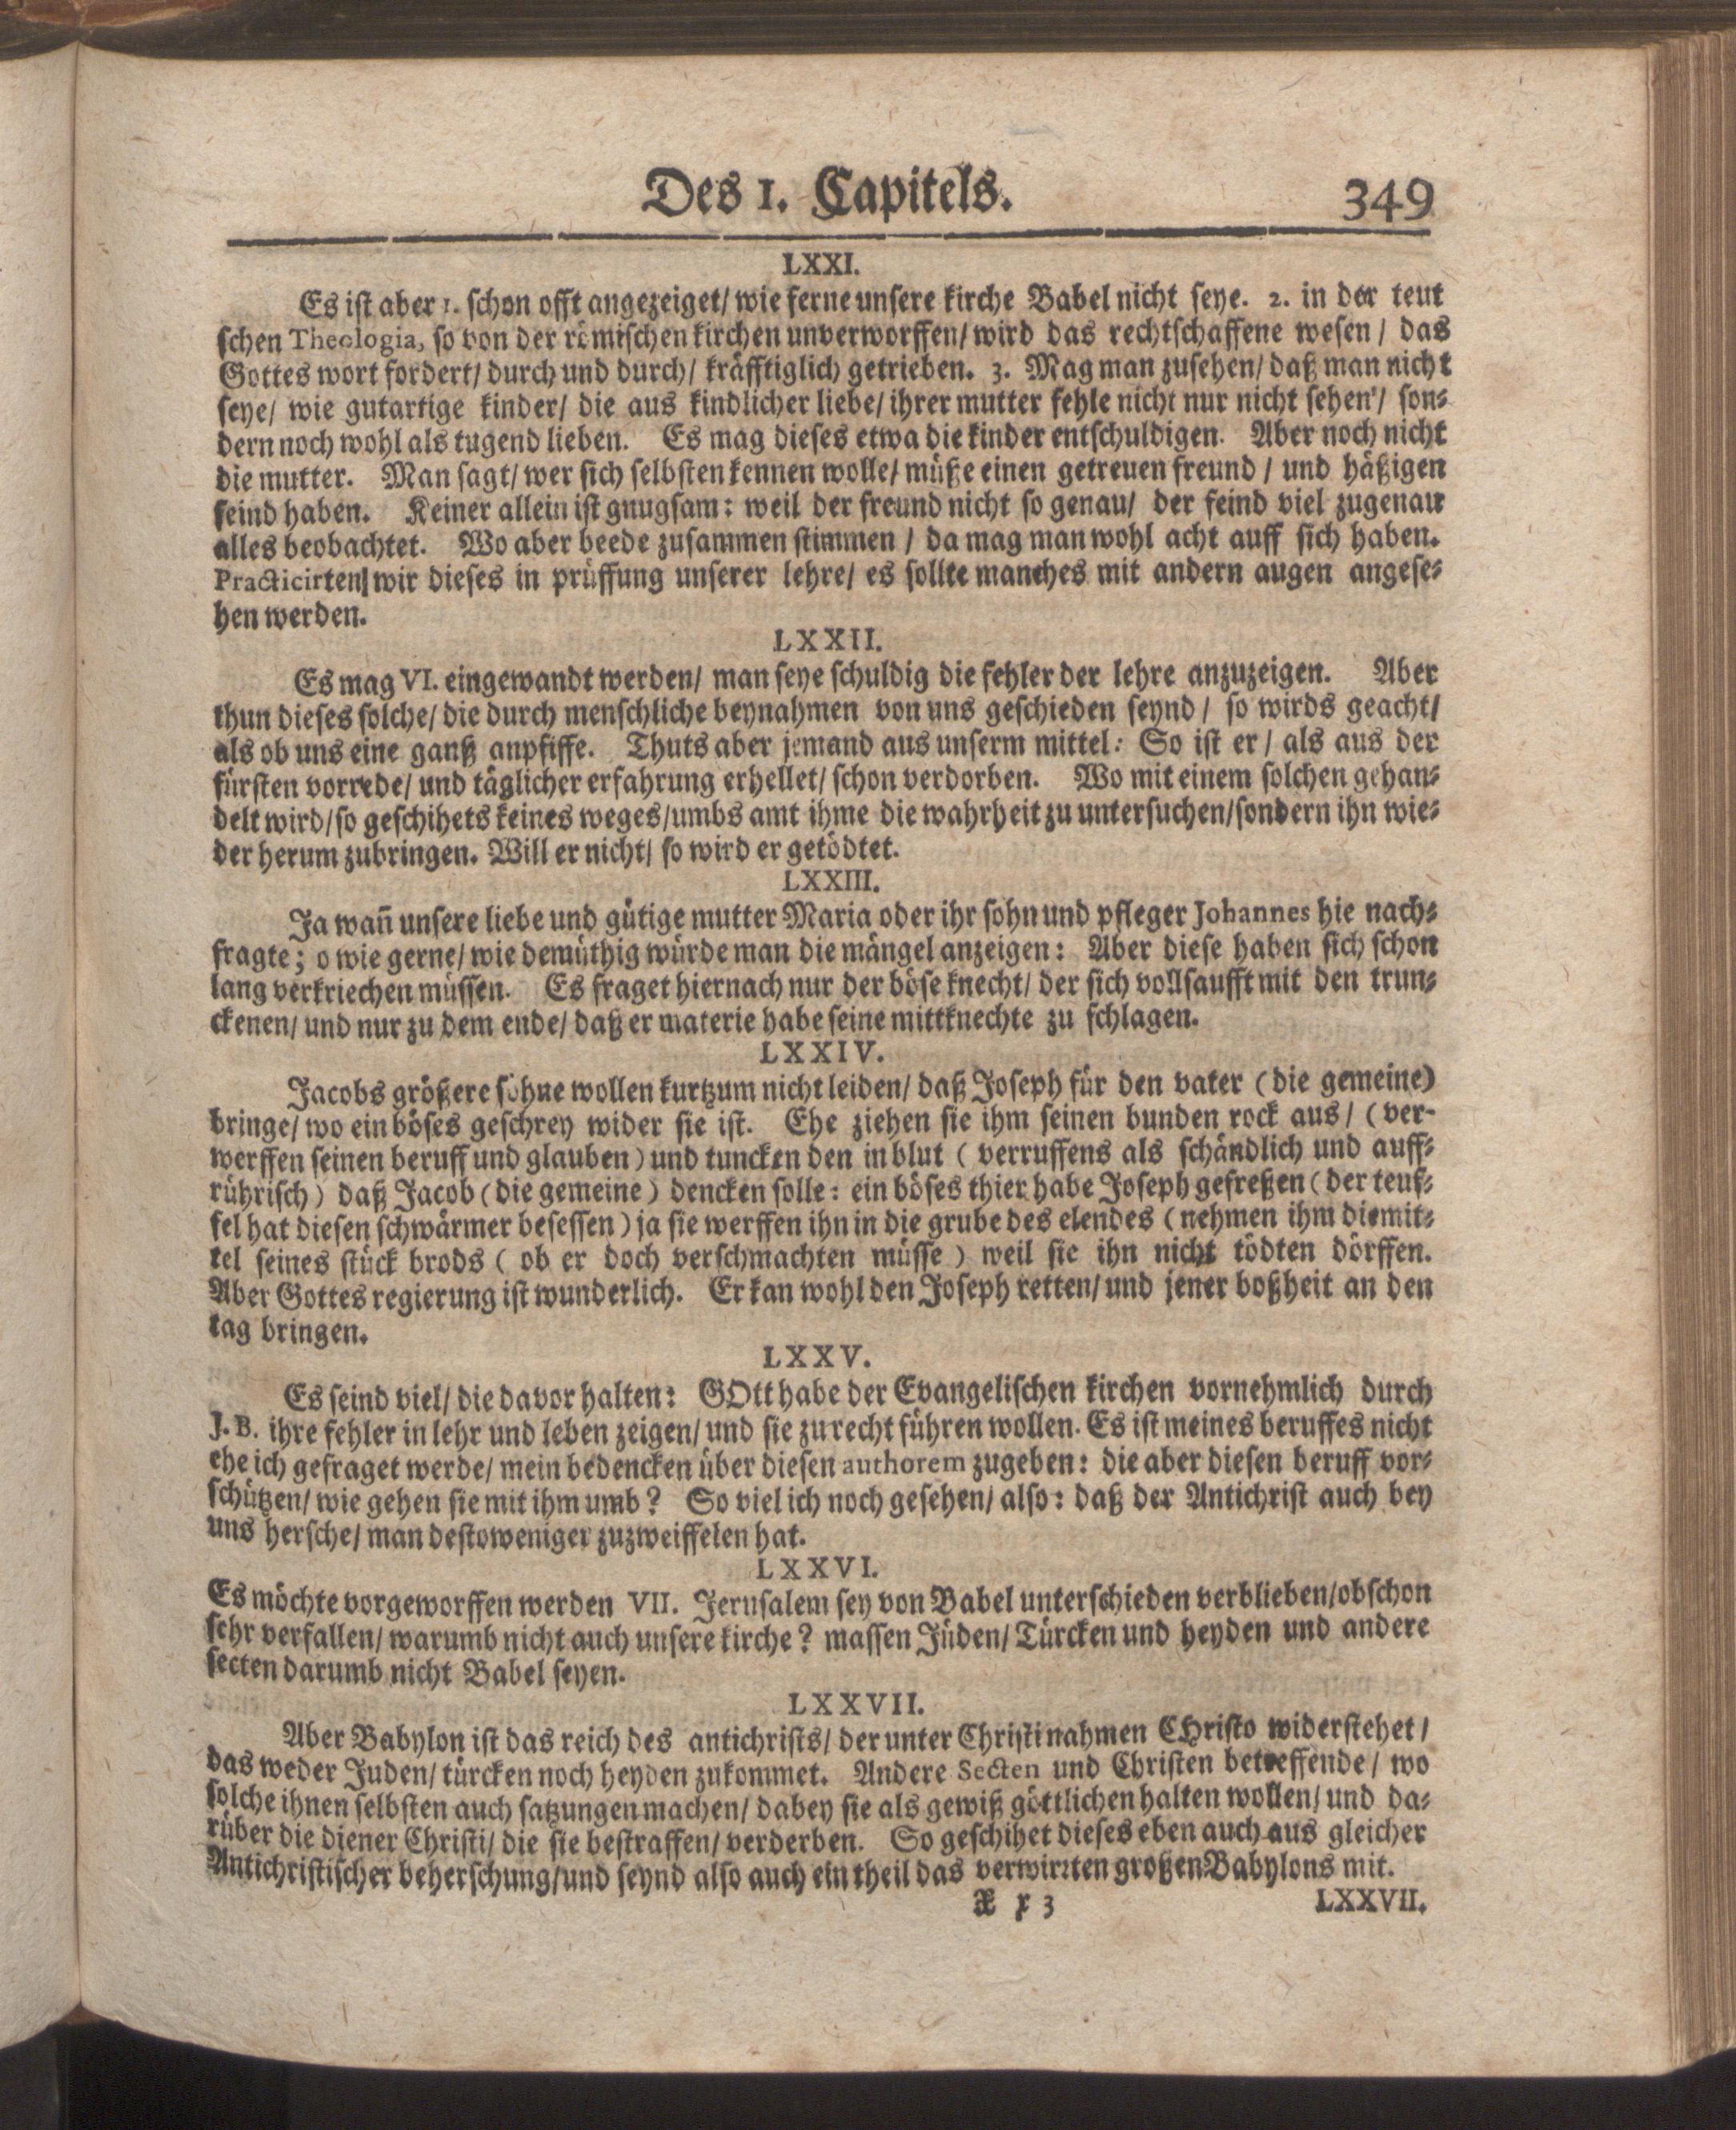 Des 1. Capitels. 349
LXXI.
Es ist aber 1. schon offt angezeiget/ wie ferne unsere kirche Babel nicht seye. 2. in der teut
schen Theologia, so von der römischen kirchen unverworffen/ wird das rechtschaffene wesen / das
Gottes wort fordert/ durch und durch/ kräfftiglich getrieben. 3. Mag man zusehen/ daß man nicht
seye/ wie gutartige kinder/ die aus kindlicher liebe/ ihrer mutter fehle nicht nur nicht sehen/ son-
dern noch wohl als tugend lieben. Es mag dieses etwa die kinder entschuldigen. Aber noch nicht
die mutter. Man sagt/ wer sich selbsten kennen wolle/ müße einen getreuen freund / und häßigen
feind haben. Keiner allein ist gnugsam: weil der freund nicht so genau/ der feind viel zugenau
alles beobachtet. Wo aber beede zusammen stimmen / da mag man wohl acht auff sich haben.
Practicirten wir dieses in prüffung unserer lehre/ es sollte manches mit andern augen angese-
hen werden.
LXXII.
Es mag VI. eingewandt werden/ man seye schuldig die fehler der lehre anzuzeigen. Aber
thun dieses solche/ die durch menschliche beynahmen von uns geschieden seynd / so wirds geacht/
als ob uns eine ganß anpfiffe. Thuts aber jemand aus unserm mittel: So ist er / als aus der
fürsten vorrede/ und täglicher erfahrung erhellet/ schon verdorben. Wo mit einem solchen gehan-
delt wird/ so geschihets keines weges/ umbs amt ihme die wahrheit zu untersuchen/ sondern ihn wie-
der herum zubringen. Will er nicht/ so wird er getödtet.
LXXIII.
Ja wañ unsere liebe und gütige mutter Maria oder ihr sohn und pfleger Johannes hie nach-
fragte; o wie gerne/ wie demüthig würde man die mängel anzeigen: Aber diese haben sich schon
lang verkriechen müssen. Es fraget hiernach nur der böse knecht/ der sich vollsaufft mit den trun-
ckenen/ und nur zu dem ende/ daß er materie habe seine mittknechte zu schlagen.
LXXIV.
Jacobs größere söhne wollen kurtzum nicht leiden/ daß Joseph für den vater (die gemeine)
bringe/ wo ein böses geschrey wider sie ist. Ehe ziehen sie ihm seinen bunden rock aus / (ver-
werffen seinen beruff und glauben) und tuncken den in blut ( verruffens als schändlich und auff-
rührisch) daß Jacob (die gemeine) dencken solle: ein böses thier habe Joseph gefreßen (der teuf-
fel hat diesen schwärmer besessen) ja sie werffen ihn in die grube des elendes (nehmen ihm die mit-
tel seines stück brods ( ob er doch verschmachten müsse ) weil sie ihn nicht tödten dörffen.
Aber Gottes regierung ist wunderlich. Er kan wohl den Joseph retten/ und jener boßheit an den
tag bringen.
LXXV.
Es seind viel/ die davor halten: GOtt habe der Evangelischen kirchen vornehmlich durch
J. B. ihre fehler in lehr und leben zeigen/ und sie zu recht führen wollen. Es ist meines beruffes nicht
ehe ich gefraget werde/ mein bedencken über diesen authorem zugeben: die aber diesen beruff vor-
schützen/ wie gehen sie mit ihm umb? So viel ich noch gesehen/ also: daß der Antichrist auch bey
uns hersche/ man destoweniger zuzweiffelen hat.
LXXVI.
Es möchte vorgeworffen werden VII. Jerusalem sey von Babel unterschieden verblieben/ obschon
sehr verfallen/ warumb nicht auch unsere kirche? massen Jüden/ Türcken und heyden und andere
secten darumb nicht Babel seyen.
LXXVII.
Aber Babylon ist das reich des antichrists/ der unter Christi nahmen CHristo widerstehet /
das weder Juden/ türcken noch heyden zukommet. Andere Secten und Christen betreffende / wo
solche ihnen selbsten auch satzungen machen/ dabey sie als gewiß göttlichen halten wollen/ und da-
rüber die diener Christi/ die sie bestraffen/ verderben. So geschihet dieses eben auch aus gleicher
Antichristischer beherschung/ und seynd also auch ein theil das verwirrten großen Babylons mit.
X x 3 LXXVII.